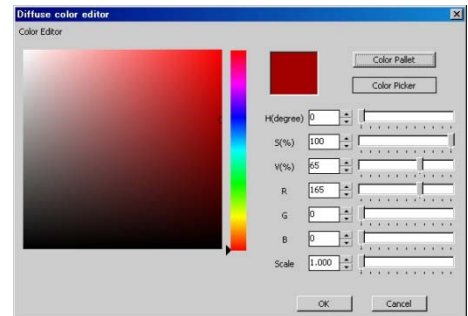 Diffuse color editor
Color Editor
Color Pallet
Color Picker
H(degree) 0
S(%) 100
V(%) 65
R 165
G 0
B 0
Scale 1.000
OK Cancel